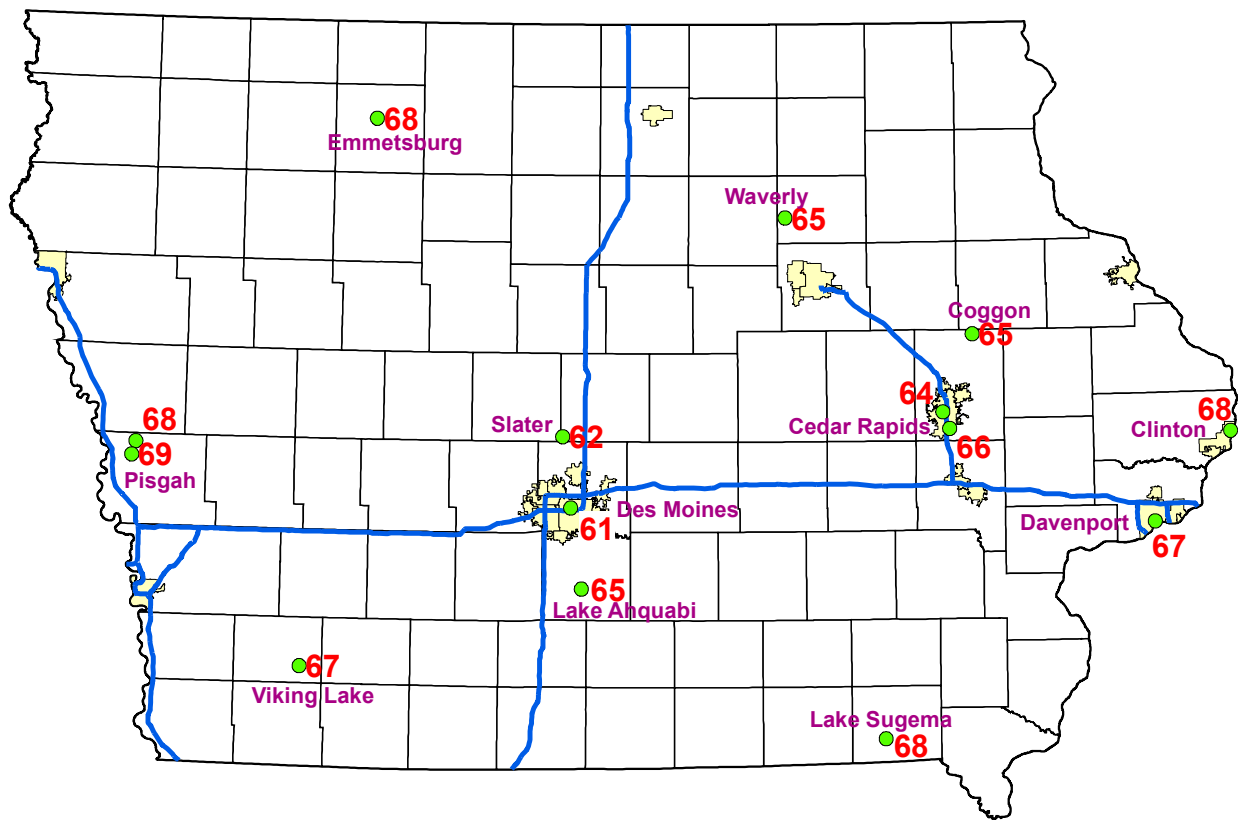 68
Emmetsburg
Waverly
65
Coggon
65
64
Cedar Rapids
66
68
Clinton
Slater
62
68
69
Pisgah
Des Moines
61
Davenport
67
65
Lake Ahquabi
67
Viking Lake
Lake Sugema
68